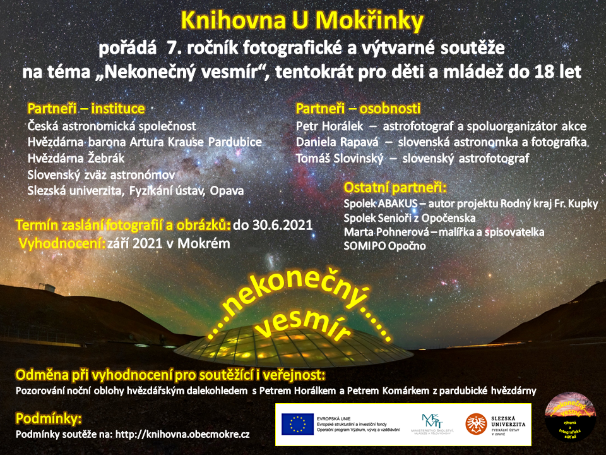 Knihovna U Mokřinky
pořádá 7. ročník fotografické a výtvarné soutěže
na téma „Nekonečný vesmír“, tentokrát pro děti a mládež do 18 let
Partneři – instituce
Česká astronomická společnost
Hvězdárna barona Artura Krause Pardubice
Hvězdárna Žebrák
Slovenský zväz astronómov
Slezská univerzita, Fyzikání ústav, Opava
Partneři – osobnosti
Petr Horálek – astrofotograf a spoluorganizátor akce
Daniela Rapavá – slovenská astronomka a fotografka
Tomáš Slovinský – slovenský astrofotograf
Ostatní partneři:
Spolek ABAKUS – autor projektu Rodný kraj Fr. Kupky
Spolek Senioři z Opočenska
Marta Pohnerová – malířka a spisovatelka
SOMIPO Opočno
Termín zaslání fotografií a obrázků: do 30.6.2021
Vyhodnocení: září 2021 v Mokrém
....nekonečný
vesmír......
Odměna při vyhodnocení pro soutěžící i veřejnost:
Pozorování noční oblohy hvězdářským dalekohledem s Petrem Horálkem a Petrem Komárkem z pardubické hvězdárny
Podmínky:
Podmínky soutěže na: http://knihovna.obecmokre.cz
EVROPSKÁ UNIE
Evropské strukturální a investiční fondy
Operační program Výzkum, vývoj a vzdělávání
SLEZSKÁ
UNIVERZITA